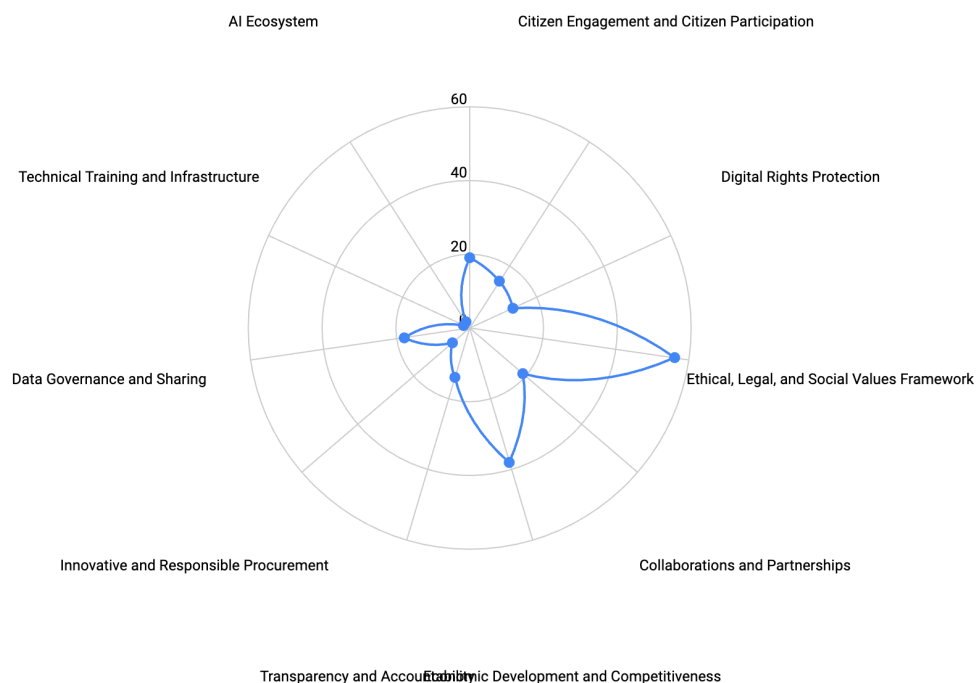 AI Ecosystem
Citizen Engagement and Citizen Participation
60
Technical Training and Infrastructure
40
Digital Rights Protection
20
Data Governance and Sharing
Ethical, Legal, and Social Values Framework
Innovative and Responsible Procurement
Collaborations and Partnerships
Transparency and Accountability
Economic Development and Competitiveness